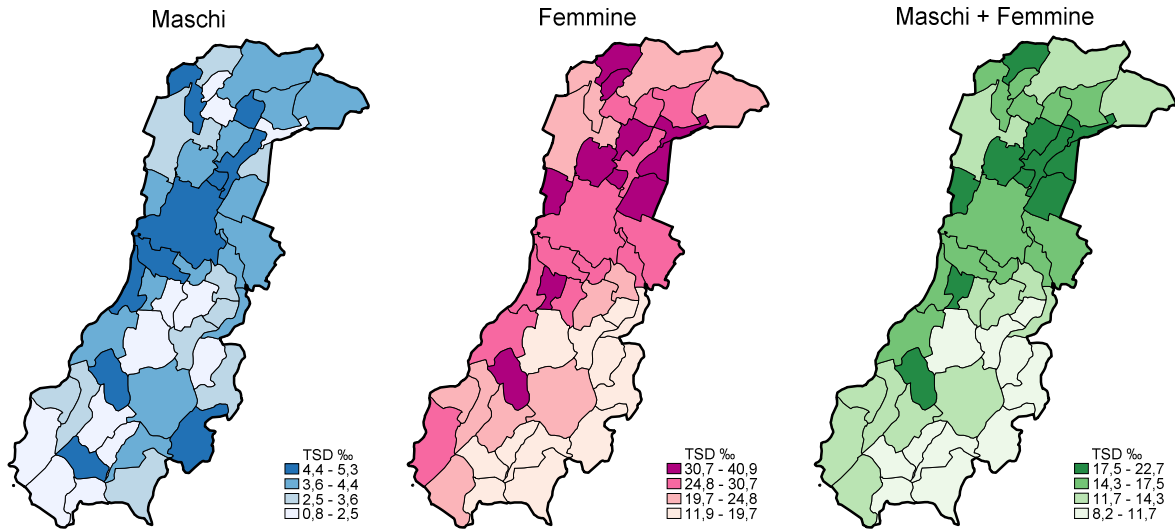 Maschi
Femmine
Maschi + Femmine
TSD ‰
4,4 - 5,3
3,6 - 4,4
2,5 - 3,6
0,8 - 2,5
TSD ‰
30,7 - 40,9
24,8 - 30,7
19,7 - 24,8
11,9 - 19,7
TSD ‰
17,5 - 22,7
14,3 - 17,5
11,7 - 14,3
8,2 - 11,7